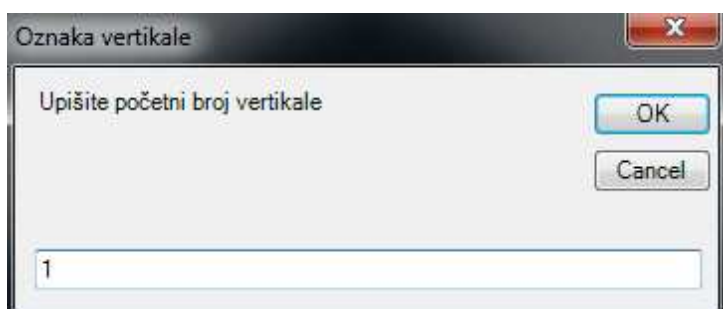 Oznaka vertikale
Upišite početni broj vertikale
OK
Cancel
1